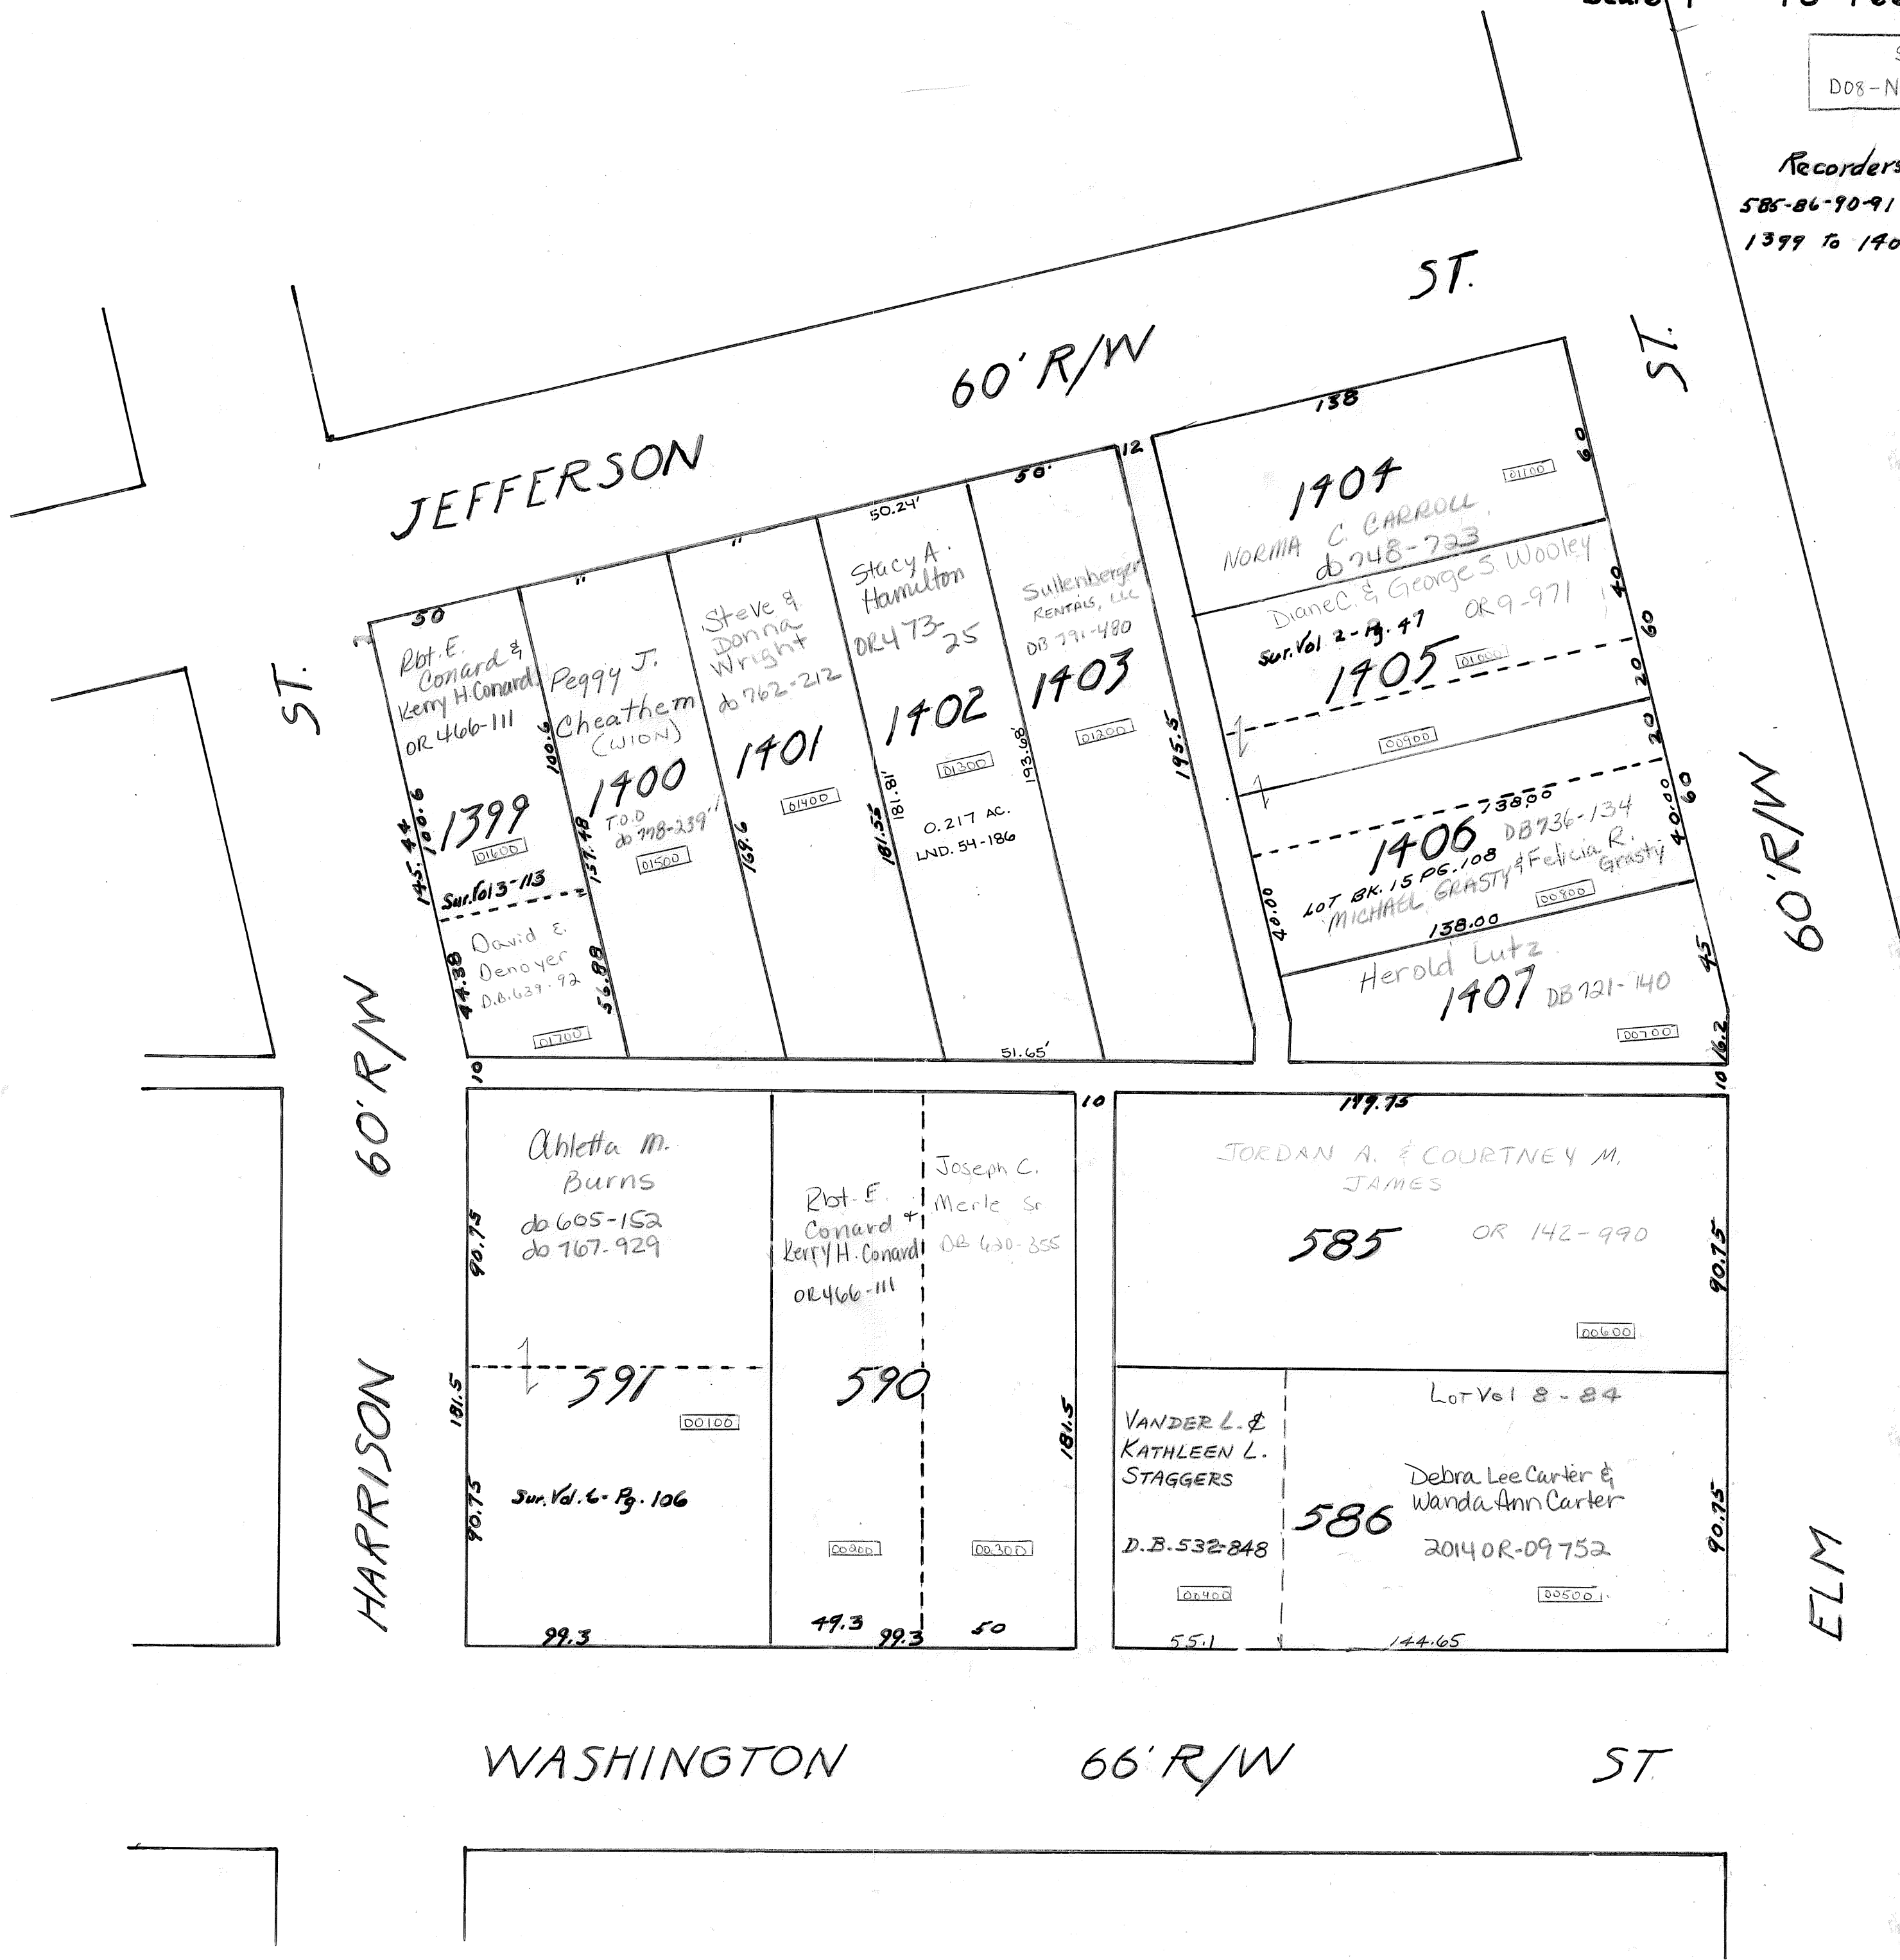 D08-N
Recorders
585-86-90-91
1399 To 140
ST.
ST.
60' R/W
JEFFERSON
138
60
12
50'
50.24'
"
"
50
1404
01100
NORMA C. CARROLL
db 748-723
Diane C. & George S. Wooley
OR 9-971
Sur. Vol 2-Pg. 47
1405
01000
40
60
20
00900
20
138.00
1406
DB 736-134
LOT BK. 15 PG. 108
MICHAEL GRASTY & Felicia R.
Grasty
00800
40.00
60
40.00
138.00
Herold Lutz
1407
DB 721-140
45
00700
16.2
10
Stacy A.
Hamilton
OR 473-
25
1402
01300
0.217 AC.
LND. 54-186
181.55
181.81'
193.68'
51.65'
Sullenberger
RENTALS, LLC
DB 791-480
1403
01200
195.5
Steve &
Donna
Wright
db 762-212
1401
01400
169.6
Peggy J.
Cheathem
(WION)
1400
T.O.D
db 778-239
01500
157.48
100.6
56.88
Rbt. E.
Conard &
Kerry H. Conard
OR 466-111
1399
01600
Sur. Vol 3-113
145.44
100.6
David E.
Denoyer
D.B. 639-92
01700
44.38
10
ST.
60' R/W
HARRISON
60' R/W
ELM
Ahletta M.
Burns
db 605-152
db 767-929
90.75
591
00100
181.5
Sur. Vol. 6-Pg. 106
90.75
99.3
Rbt. E.
Conard &
Kerry H. Conard
OR 466-111
590
00200
49.3
99.3
Joseph C.
Merle Sr
DB 620-355
00300
50
181.5
10
199.75
JORDAN A. & COURTNEY M.
JAMES
585
OR 142-990
90.75
00600
VANDER L. &
KATHLEEN L.
STAGGERS
D.B. 532-848
00400
55.1
Lot Vol 8-84
Debra Lee Carter &
Wanda Ann Carter
586
2014OR-09752
00500
90.75
144.65
WASHINGTON
66' R/W
ST.